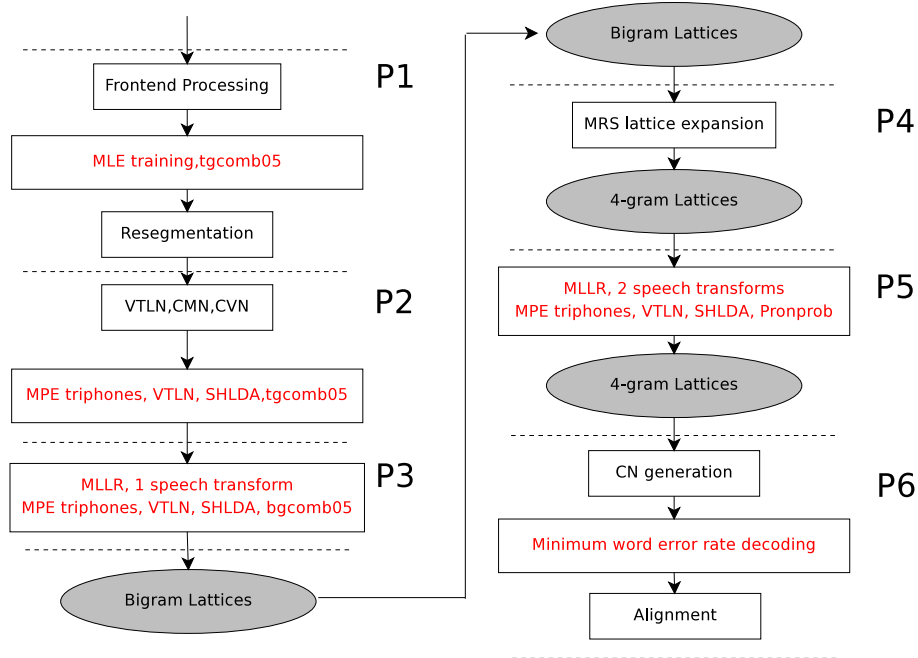 P1
Frontend Processing
MLE training,tgcomb05
Resegmentation
P2
VTLN,CMN,CVN
MPE triphones, VTLN, SHLDA,tgcomb05
P3
MLLR, 1 speech transform
MPE triphones, VTLN, SHLDA, bgcomb05
Bigram Lattices
Bigram Lattices
P4
MRS lattice expansion
4-gram Lattices
P5
MLLR, 2 speech transforms
MPE triphones, VTLN, SHLDA, Pronprob
4-gram Lattices
P6
CN generation
Minimum word error rate decoding
Alignment